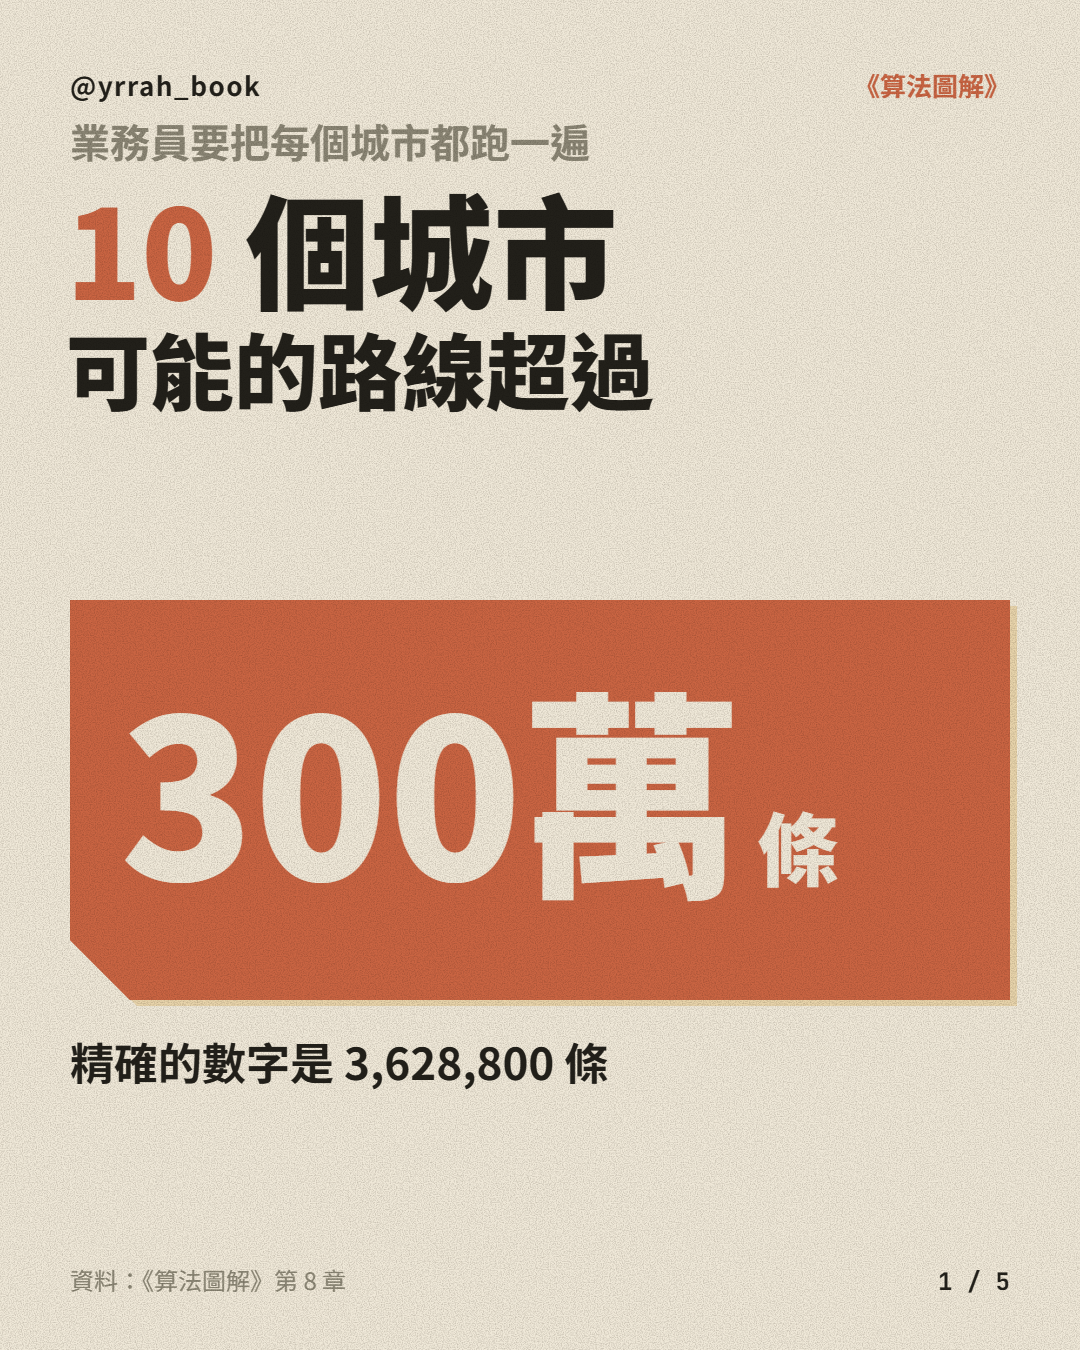 @yrrah_book
《算法圖解》
業務員要把每個城市都跑一遍
10 個城市
可能的路線超過
300萬 條
精確的數字是 3,628,800 條
資料：《算法圖解》第 8 章
1 / 5